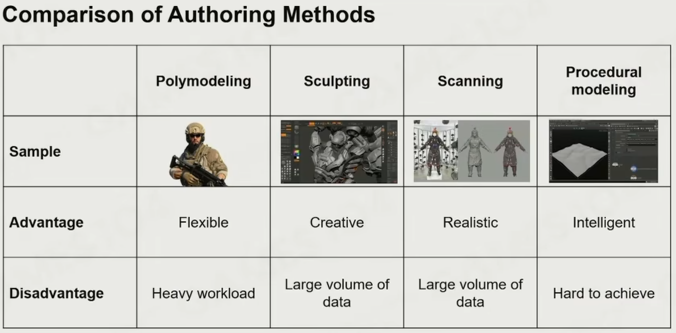 Comparison of Authoring Methods
Polymodeling
Sculpting
Scanning
Procedural
modeling
Sample
Advantage
Flexible
Creative
Realistic
Intelligent
Disadvantage
Heavy workload
Large volume of
data
Large volume of
data
Hard to achieve